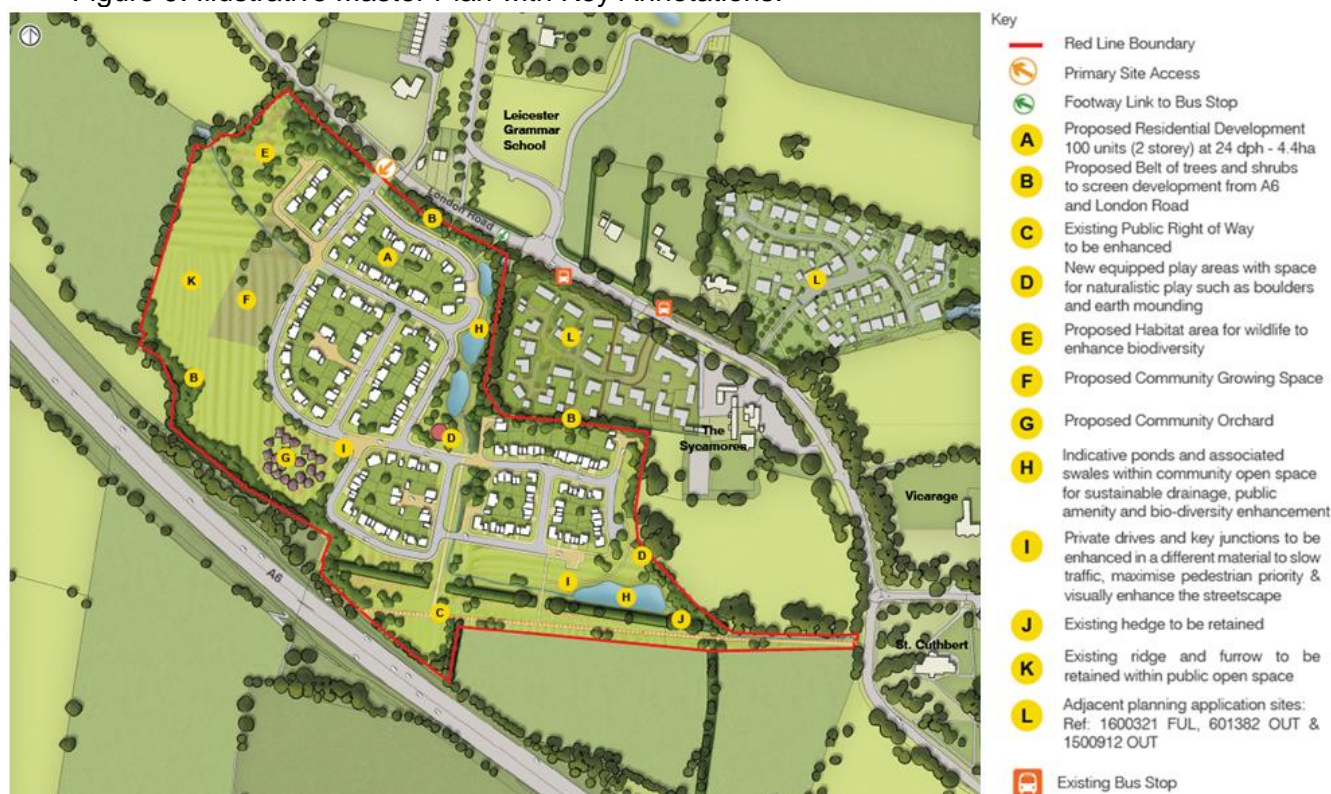 Figure 6: Illustrative Master Plan with Key Annotations.
Leicester
Grammar
School
London Road
E
B
A
K
F
H
L
L
B
B
D
The
Sycamores
G
I
Vicarage
A6
D
I
H
C
J
St. Cuthbert
Key
Red Line Boundary
Primary Site Access
Footway Link to Bus Stop
A
Proposed Residential Development
100 units (2 storey) at 24 dph - 4.4ha
B
Proposed Belt of trees and shrubs
to screen development from A6
and London Road
C
Existing Public Right of Way
to be enhanced
D
New equipped play areas with space
for naturalistic play such as boulders
and earth mounding
E
Proposed Habitat area for wildlife to
enhance biodiversity
F
Proposed Community Growing Space
G
Proposed Community Orchard
H
Indicative ponds and associated
swales within community open space
for sustainable drainage, public
amenity and bio-diversity enhancement
I
Private drives and key junctions to be
enhanced in a different material to slow
traffic, maximise pedestrian priority &
visually enhance the streetscape
J
Existing hedge to be retained
K
Existing ridge and furrow to be
retained within public open space
L
Adjacent planning application sites:
Ref: 1600321 FUL, 601382 OUT &
1500912 OUT
Existing Bus Stop